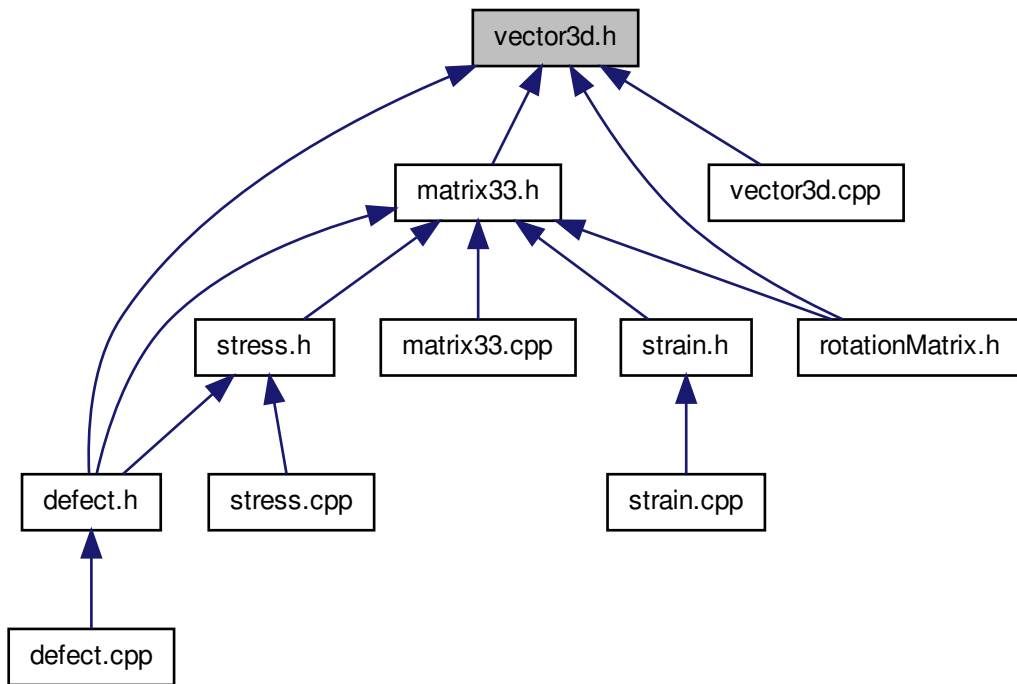 vector3d.h
matrix33.h
vector3d.cpp
stress.h
matrix33.cpp
strain.h
rotationMatrix.h
defect.h
stress.cpp
strain.cpp
defect.cpp